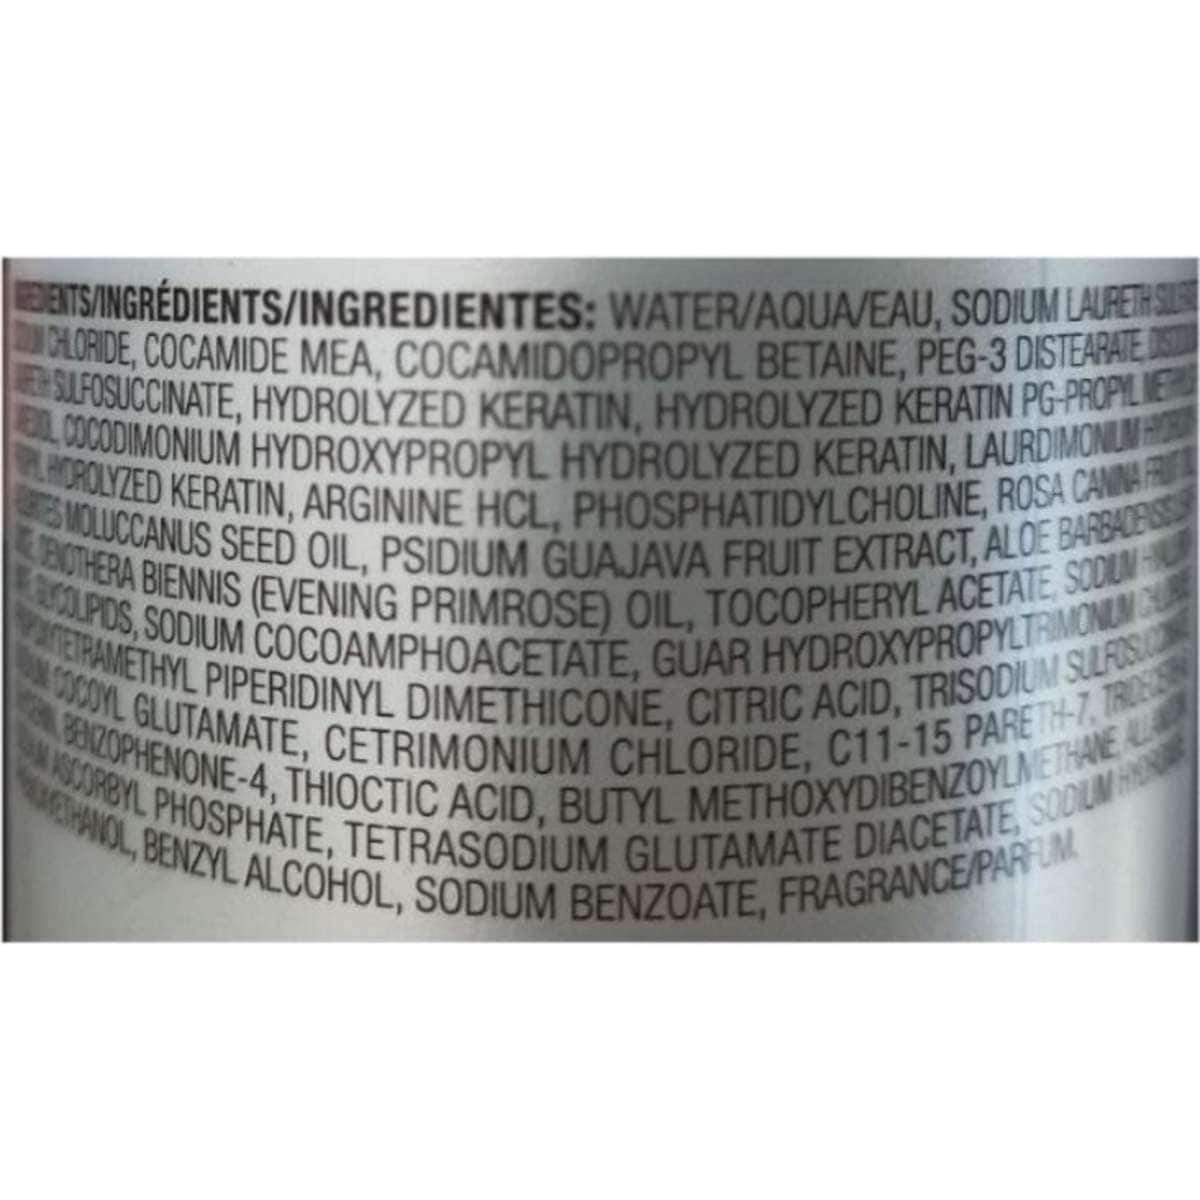 INGREDIENTS/INGRÉDIENTS/INGREDIENTES: WATER/AQUA/EAU, SODIUM LAURETH
CHLORIDE, COCAMIDE MEA, COCAMIDOPROPYL BETAINE, PEG-3 DISTEARATE,
SULFOSUCCINATE, HYDROLYZED KERATIN, HYDROLYZED KERATIN PG-PROPYL
COCODIMONIUM HYDROXYPROPYL HYDROLYZED KERATIN, LAURDIMONIUM
HYDROLYZED KERATIN, ARGININE HCL, PHOSPHATIDYLCHOLINE, ROSA CANINA FRUIT
MOLUCCANUS SEED OIL, PSIDIUM GUAJAVA FRUIT EXTRACT, ALOE BARBADENSIS
OENOTHERA BIENNIS (EVENING PRIMROSE) OIL, TOCOPHERYL ACETATE, SODIUM
GLYCOLIPIDS, SODIUM COCOAMPHOACETATE, GUAR HYDROXYPROPYLTRIMONIUM
PIPERIDINYL DIMETHICONE, CITRIC ACID, TRISODIUM
COCOYL GLUTAMATE, CETRIMONIUM CHLORIDE, C11-15 PARETH-7,
BENZOPHENONE-4, THIOCTIC ACID, BUTYL METHOXYDIBENZOYLMETHANE,
ASCORBYL PHOSPHATE, TETRASODIUM GLUTAMATE DIACETATE, SODIUM
BENZYL ALCOHOL, SODIUM BENZOATE, FRAGRANCE/PARFUM.